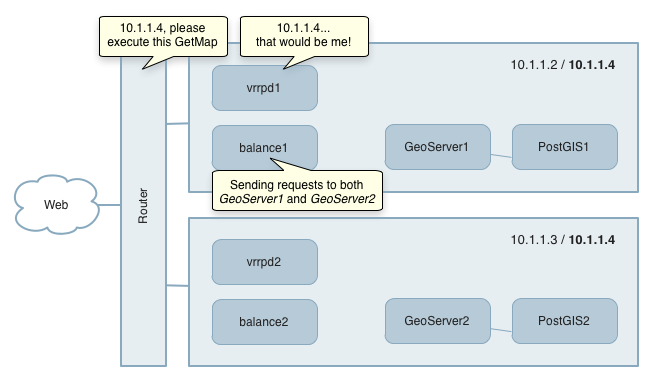 10.1.1.4, please
execute this GetMap
10.1.1.4...
that would be me!
10.1.1.2 / 10.1.1.4
vrrpd1
balance1
GeoServer1
PostGIS1
Sending requests to both
GeoServer1 and GeoServer2
Web
Router
10.1.1.3 / 10.1.1.4
vrrpd2
balance2
GeoServer2
PostGIS2